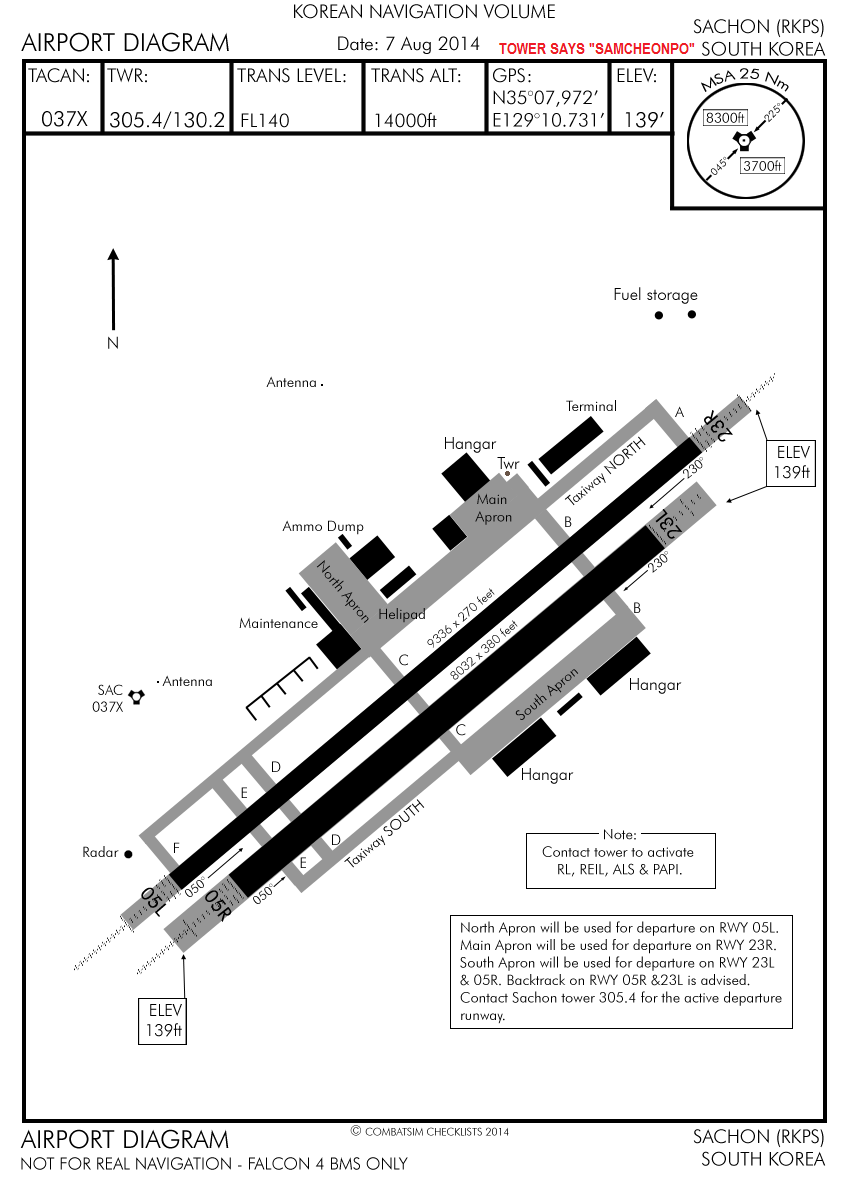 KOREAN NAVIGATION VOLUME
AIRPORT DIAGRAM
Date: 7 Aug 2014
TOWER SAYS "SAMCHEONPO"
SACHON (RKPS)
SOUTH KOREA
TACAN:
037X
TWR:
305.4/130.2
TRANS LEVEL:
FL140
TRANS ALT:
14000ft
GPS:
N35°07,972’
E129°10.731’
ELEV:
139’
MSA 25 Nm
8300ft
225°
045°
3700ft
N
Fuel storage
Antenna
Terminal
A
23R
Hangar
Twr
Taxiway NORTH
ELEV
139ft
230°
Main
Apron
B
23L
Ammo Dump
230°
North Apron
Helipad
B
Maintenance
9336 x 270 feet
8032 x 380 feet
C
Antenna
SAC
037X
South Apron
Hangar
C
D
Hangar
E
D
Taxiway SOUTH
F
E
Radar
050°
050°
05L
05R
Note:
Contact tower to activate
RL, REIL, ALS & PAPI.
North Apron will be used for departure on RWY 05L.
Main Apron will be used for departure on RWY 23R.
South Apron will be used for departure on RWY 23L
& 05R. Backtrack on RWY 05R &23L is advised.
Contact Sachon tower 305.4 for the active departure
runway.
ELEV
139ft
© COMBATSIM CHECKLISTS 2014
AIRPORT DIAGRAM
NOT FOR REAL NAVIGATION - FALCON 4 BMS ONLY
SACHON (RKPS)
SOUTH KOREA